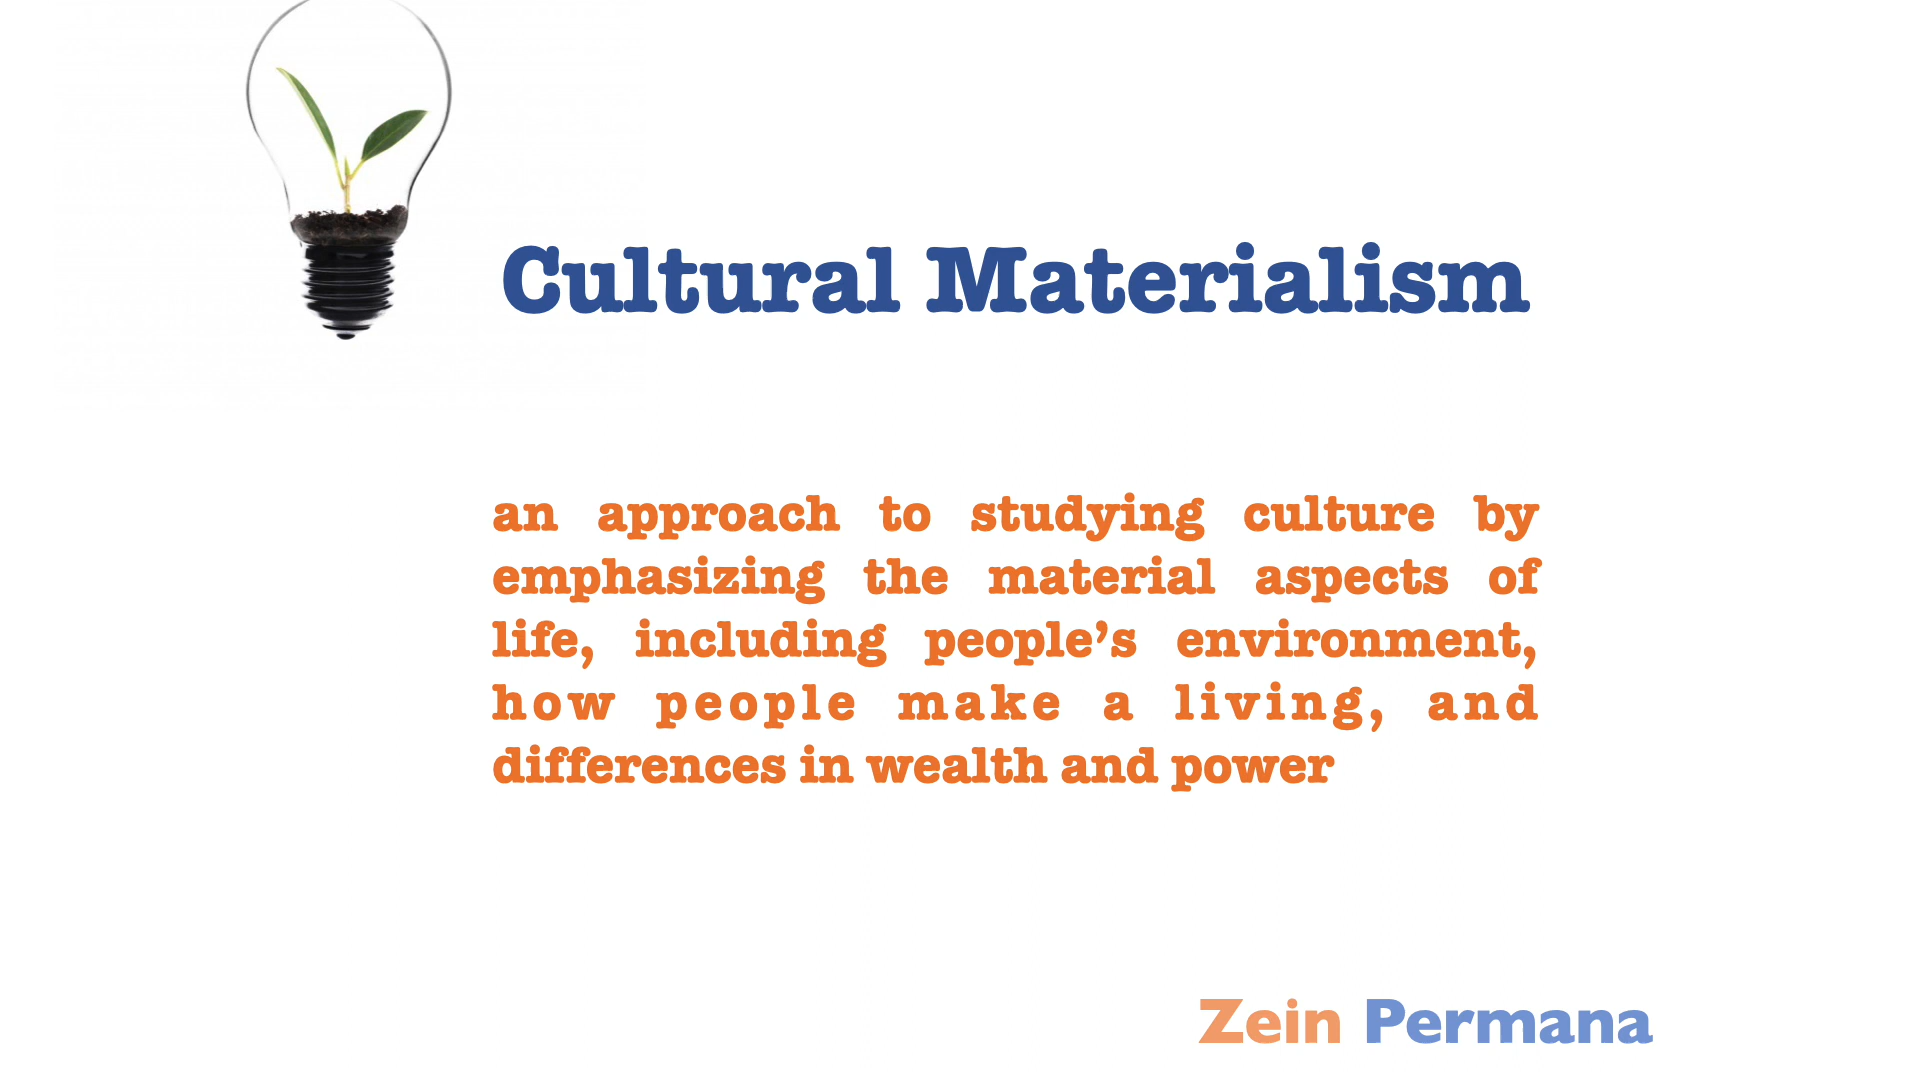 Cultural Materialism
an approach to studying culture by
emphasizing the material aspects of
life, including people’s environment,
how people make a living, and
differences in wealth and power
Zein Permana